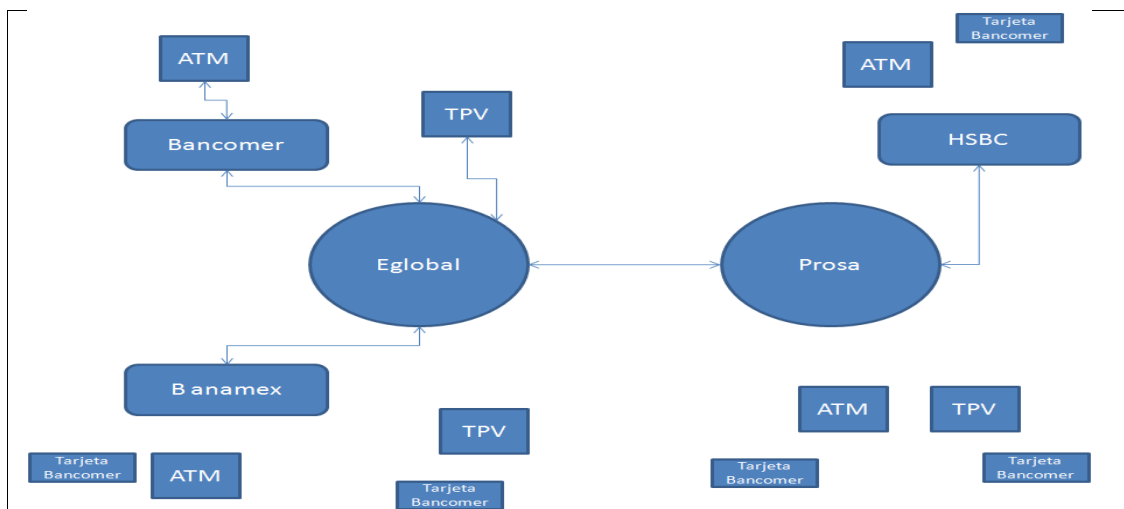 Tarjeta
Bancomer
ATM
ATM
TPV
Bancomer
HSBC
Eglobal
Prosa
B anamex
ATM
TPV
TPV
Tarjeta
Bancomer
ATM
Tarjeta
Bancomer
Tarjeta
Bancomer
Tarjeta
Bancomer